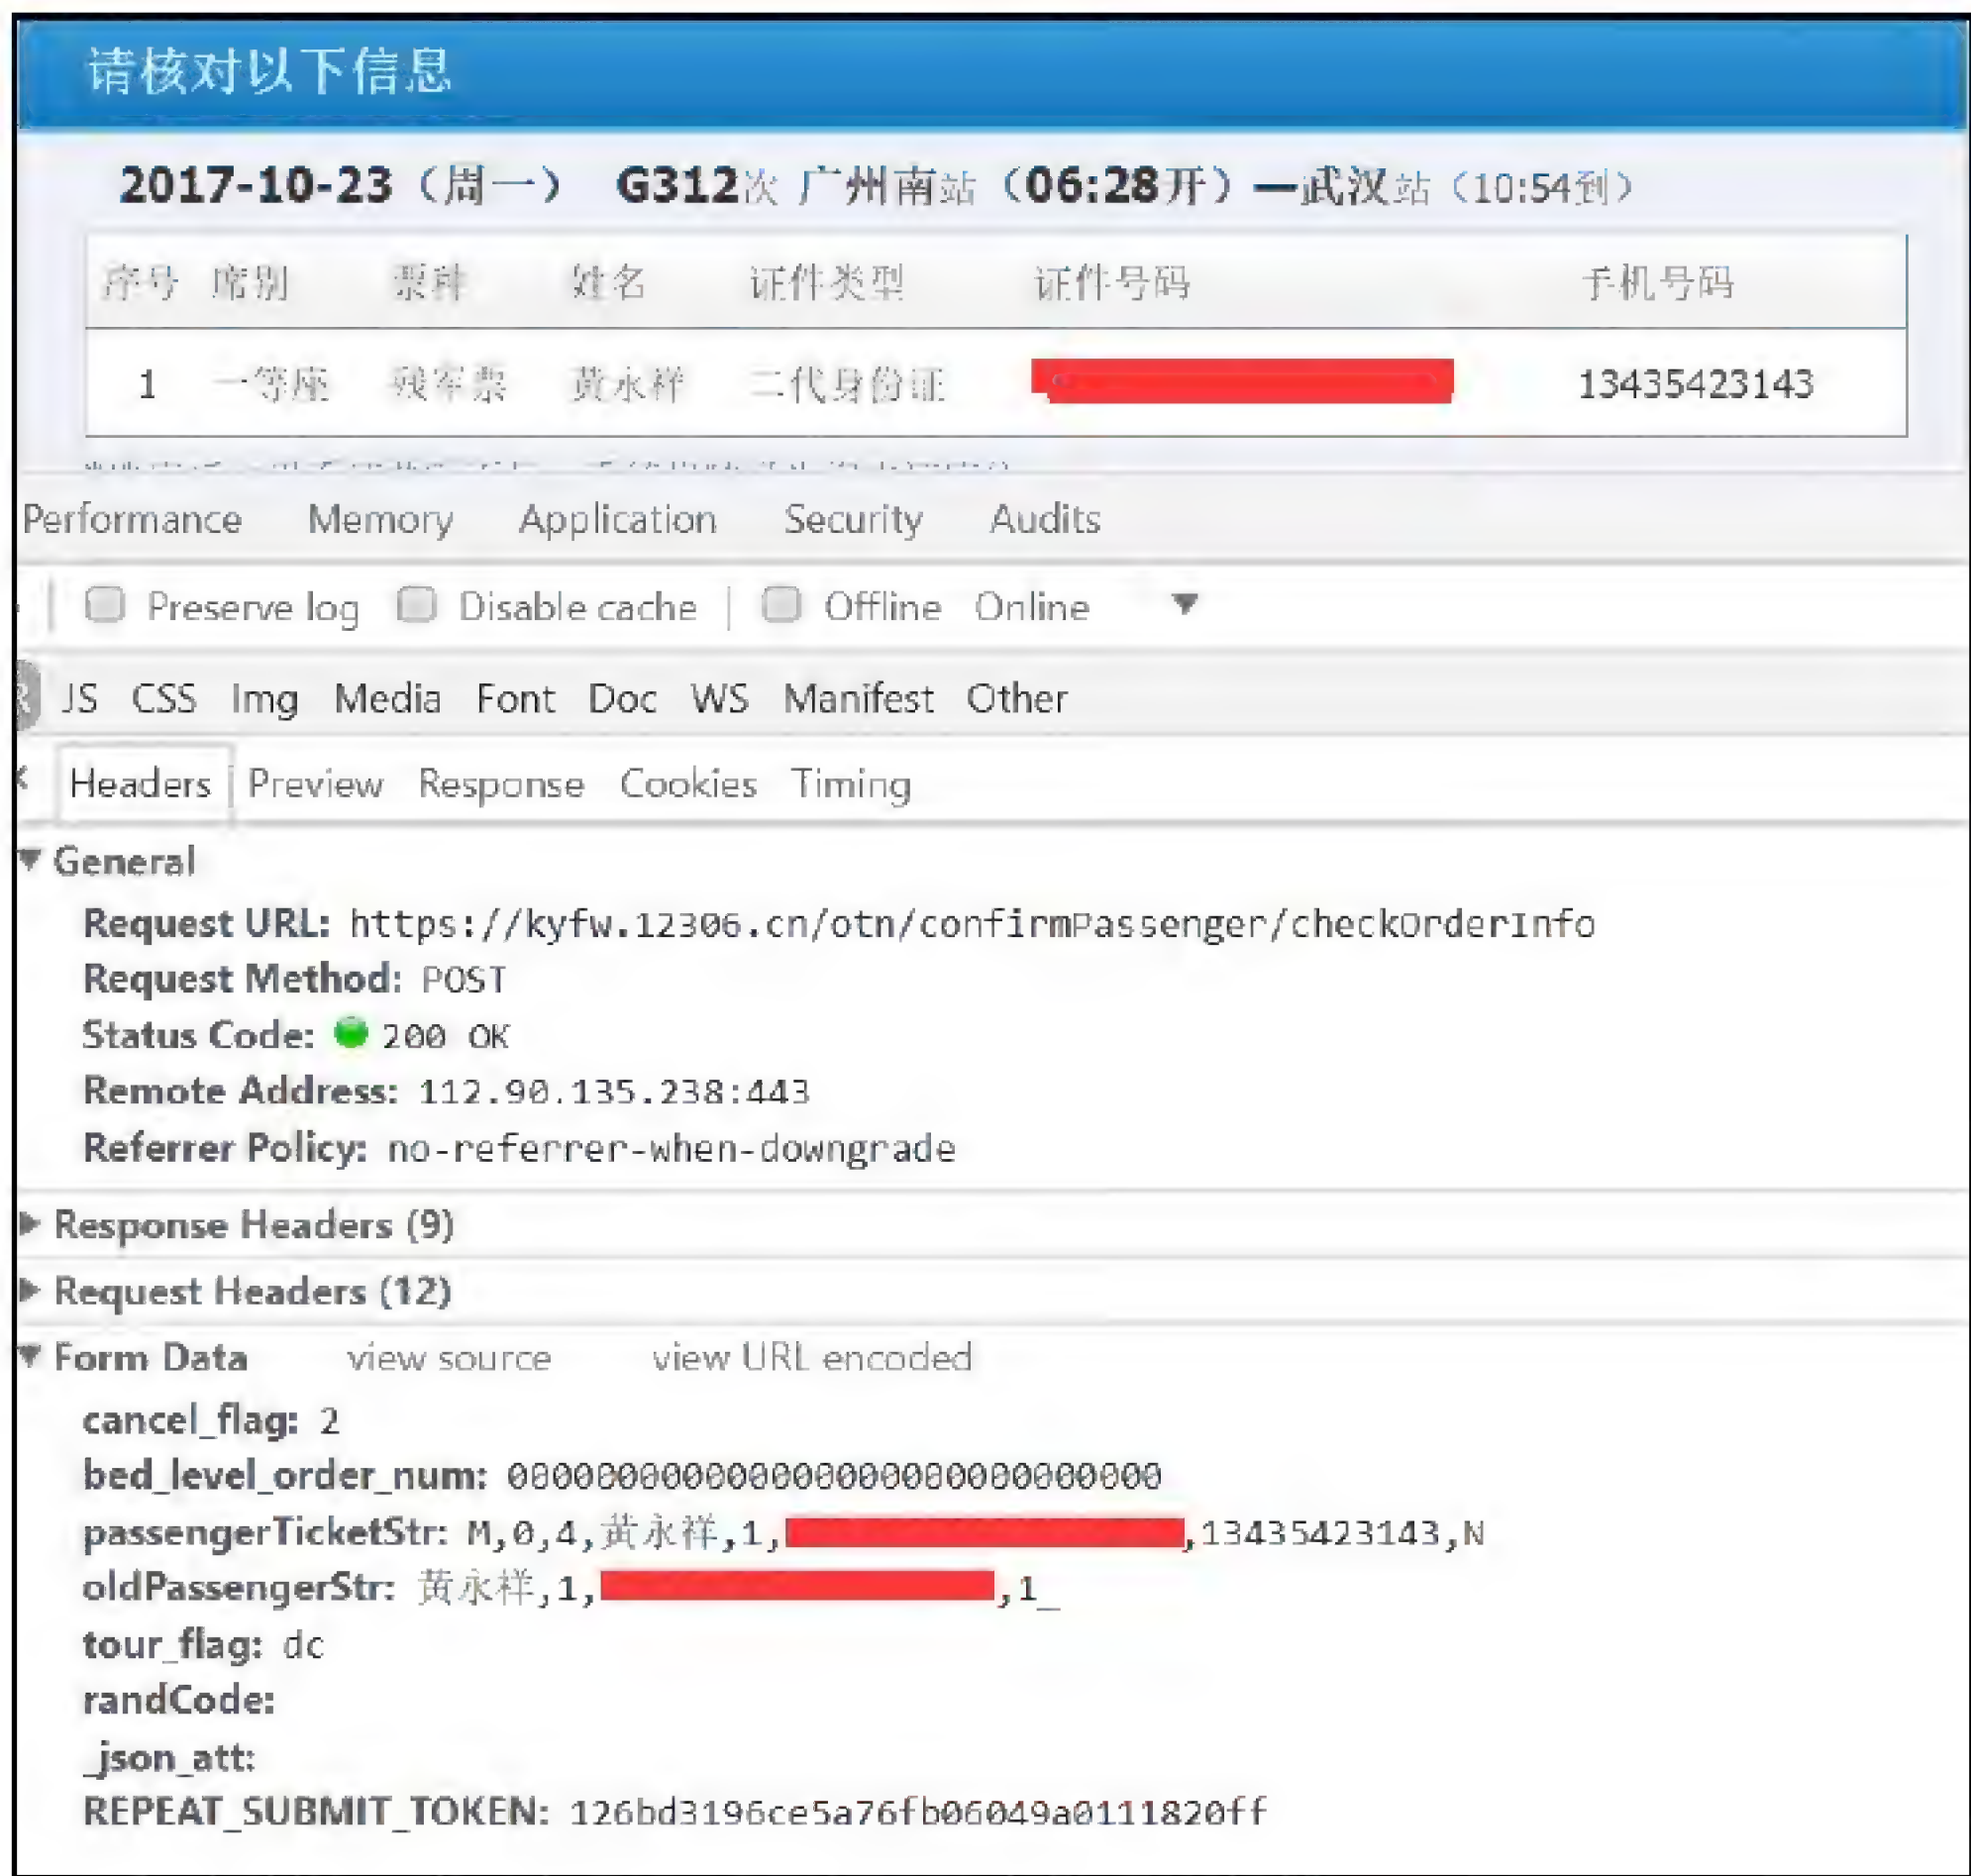 请核对以下信息
2017-10-23（周一） G312次 广州南站（06:28开）—武汉站（10:54到）
序号 席别 票种 姓名 证件类型 证件号码 手机号码
1 一等座 残军票 黄永祥 二代身份证 13435423143
Performance Memory Application Security Audits
Preserve log Disable cache Offline Online
JS CSS Img Media Font Doc WS Manifest Other
Headers Preview Response Cookies Timing
General
Request URL: https://kyfw.12306.cn/otn/confirmPassenger/checkOrderInfo
Request Method: POST
Status Code: 200 OK
Remote Address: 112.90.135.238:443
Referrer Policy: no-referrer-when-downgrade
Response Headers (9)
Request Headers (12)
Form Data view source view URL encoded
cancel_flag: 2
bed_level_order_num: 000000000000000000000000000000
passengerTicketStr: M,0,4,黄永祥,1, ,13435423143,N
oldPassengerStr: 黄永祥,1, ,1_
tour_flag: dc
randCode:
_json_att:
REPEAT_SUBMIT_TOKEN: 126bd3196ce5a76fb06049a0111820ff